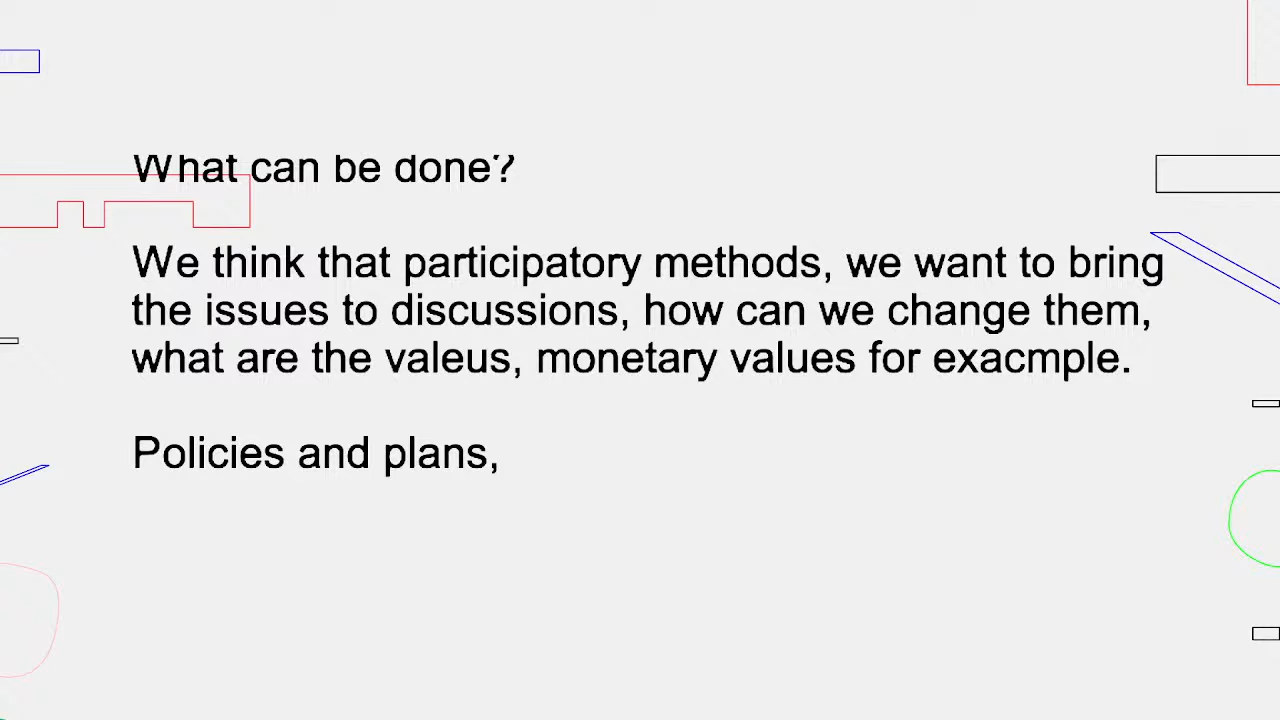 What can be done?
We think that participatory methods, we want to bring
the issues to discussions, how can we change them,
what are the valeus, monetary values for exacmple.
Policies and plans,